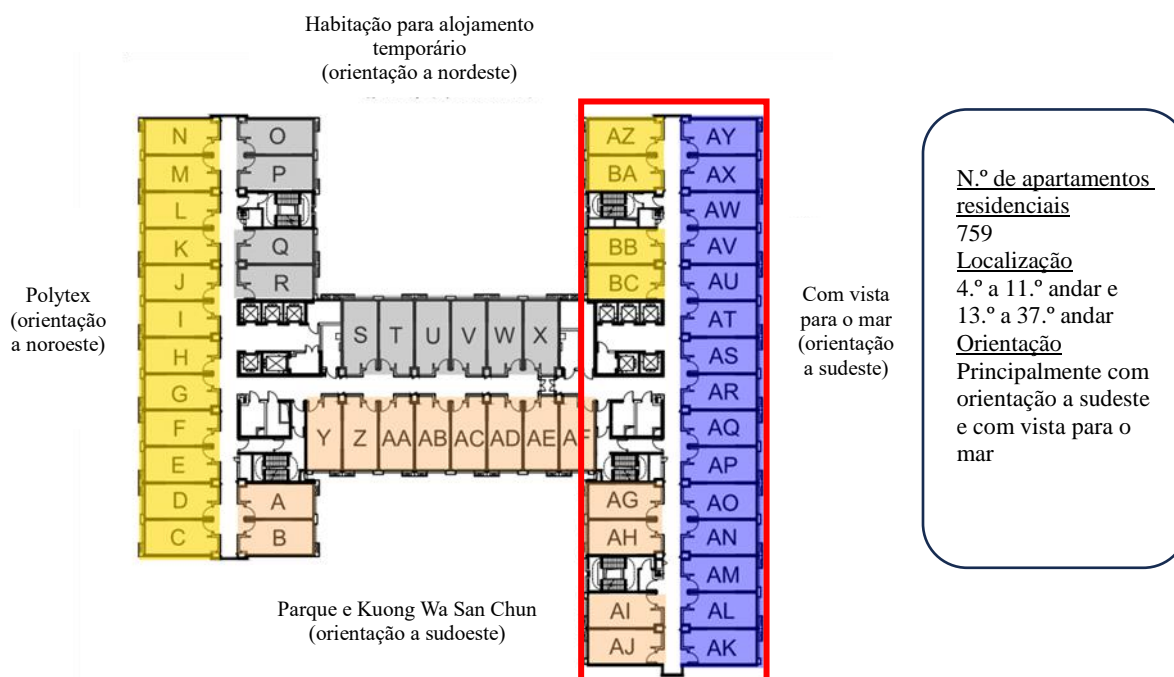 Habitação para alojamento
temporário
(orientação a nordeste)
N
O
AZ
AY
M
P
BA
AX
L
AW
K
Q
BB
AV
J
R
BC
AU
I
S
T
U
V
W
X
AT
H
AS
G
AR
F
Y
Z
AA
AB
AC
AD
AE
AF
AQ
E
AP
D
A
AG
AO
C
B
AH
AN
AM
AI
AL
AJ
AK
Polytex
(orientação
a noroeste)
Com vista
para o mar
(orientação
a sudeste)
Parque e Kuong Wa San Chun
(orientação a sudoeste)
N.º de apartamentos
residenciais
759
Localização
4.º a 11.º andar e
13.º a 37.º andar
Orientação
Principalmente com
orientação a sudeste
e com vista para o
mar